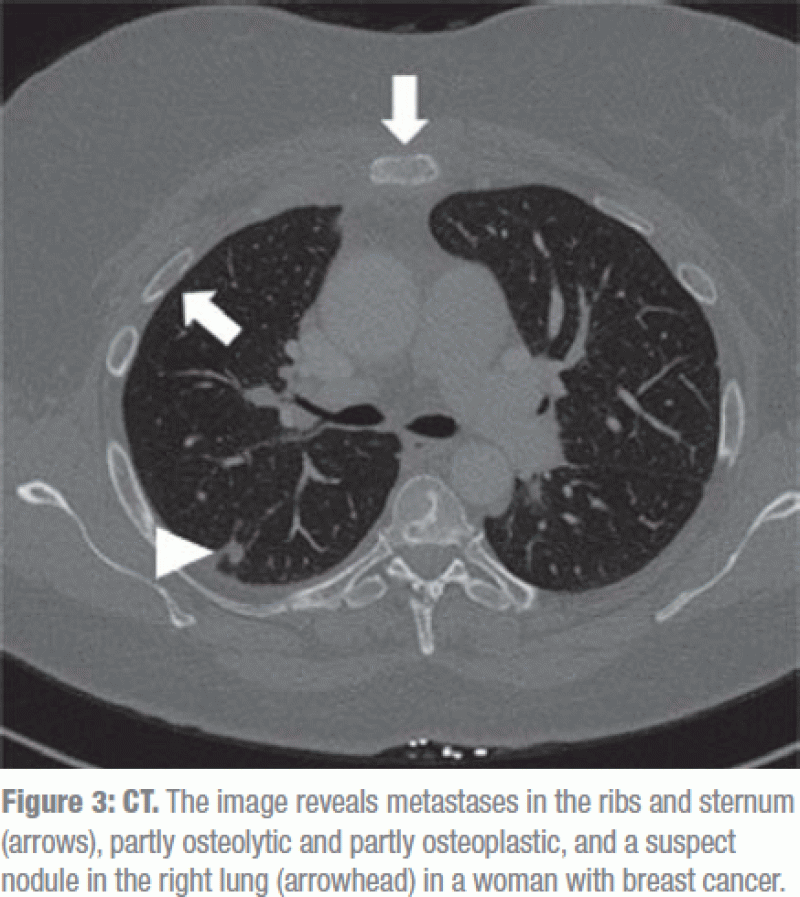 Figure 3: CT. The image reveals metastases in the ribs and sternum
(arrows), partly osteolytic and partly osteoplastic, and a suspect
nodule in the right lung (arrowhead) in a woman with breast cancer.